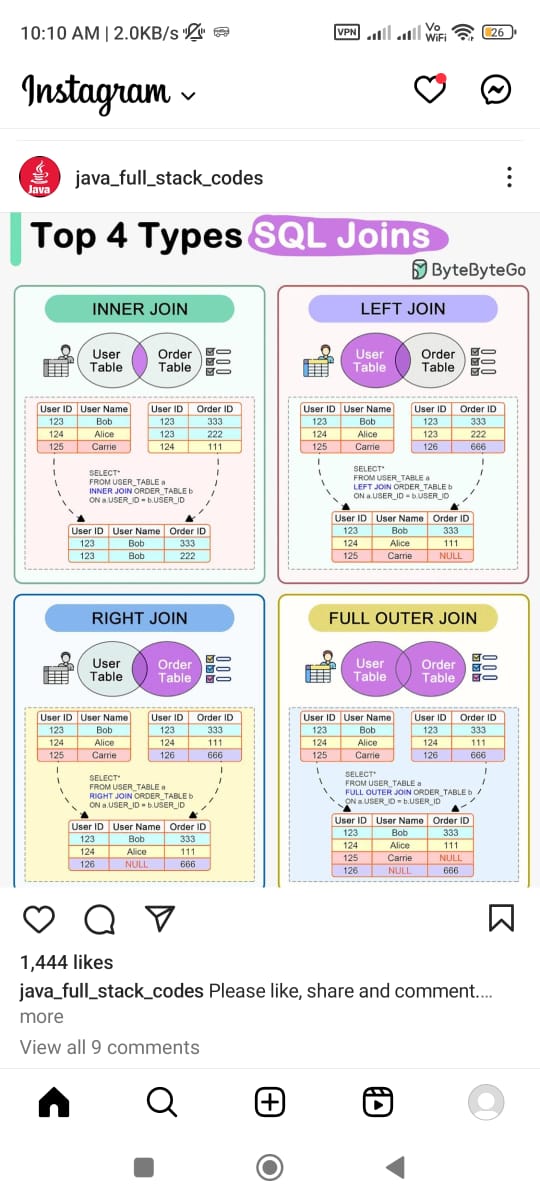 10:10 AM | 2.0KB/s
VPN
Vo
WiFi
26
Instagram
Java
java_full_stack_codes
Top 4 Types SQL Joins
ByteByteGo
INNER JOIN
User
Table
Order
Table
User ID User Name
123 Bob
124 Alice
125 Carrie
User ID Order ID
123 333
123 222
124 111
SELECT*
FROM USER_TABLE a
INNER JOIN ORDER_TABLE b
ON a.USER_ID = b.USER_ID
User ID User Name Order ID
123 Bob 333
123 Bob 222
LEFT JOIN
User
Table
Order
Table
User ID User Name
123 Bob
124 Alice
125 Carrie
User ID Order ID
123 333
123 222
126 666
SELECT*
FROM USER_TABLE a
LEFT JOIN ORDER_TABLE b
ON a.USER_ID = b.USER_ID
User ID User Name Order ID
123 Bob 333
124 Alice 111
125 Carrie NULL
RIGHT JOIN
User
Table
Order
Table
User ID User Name
123 Bob
124 Alice
125 Carrie
User ID Order ID
123 333
124 111
126 666
SELECT*
FROM USER_TABLE a
RIGHT JOIN ORDER_TABLE b
ON a.USER_ID = b.USER_ID
User ID User Name Order ID
123 Bob 333
124 Alice 111
126 NULL 666
FULL OUTER JOIN
User
Table
Order
Table
User ID User Name
123 Bob
124 Alice
125 Carrie
User ID Order ID
123 333
124 111
126 666
SELECT*
FROM USER_TABLE a
FULL OUTER JOIN ORDER_TABLE b
ON a.USER_ID = b.USER_ID
User ID User Name Order ID
123 Bob 333
124 Alice 111
125 Carrie NULL
126 NULL 666
1,444 likes
java_full_stack_codes Please like, share and comment....
more
View all 9 comments